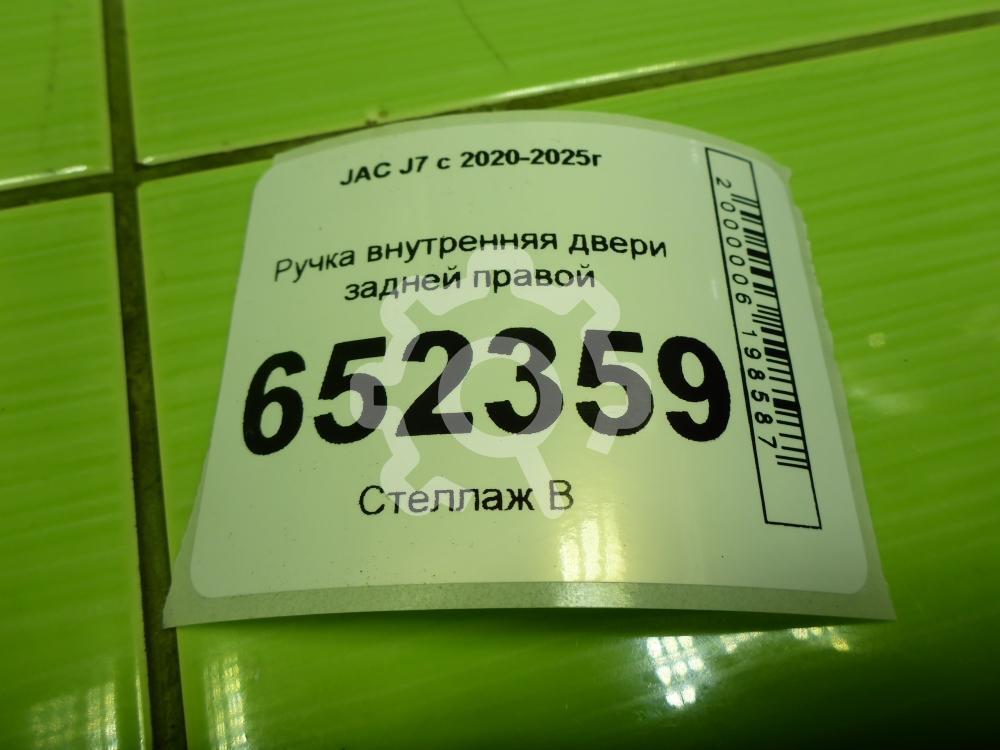 JAC J7 с 2020-2025г
Ручка внутренняя двери
задней правой
652359
Стеллаж В
2000006198587